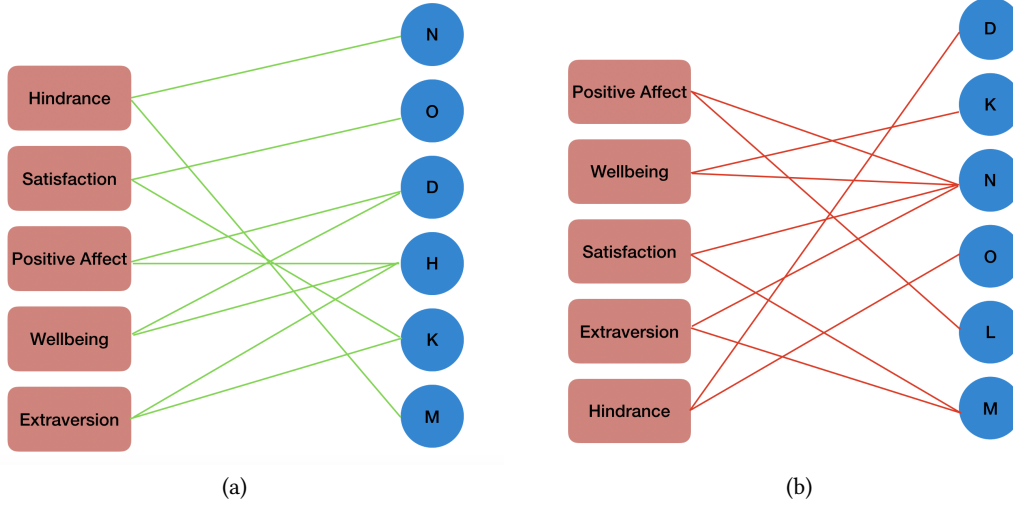 Hindrance
Satisfaction
Positive Affect
Wellbeing
Extraversion
N
O
D
H
K
M
(a)
Positive Affect
Wellbeing
Satisfaction
Extraversion
Hindrance
D
K
N
O
L
M
(b)